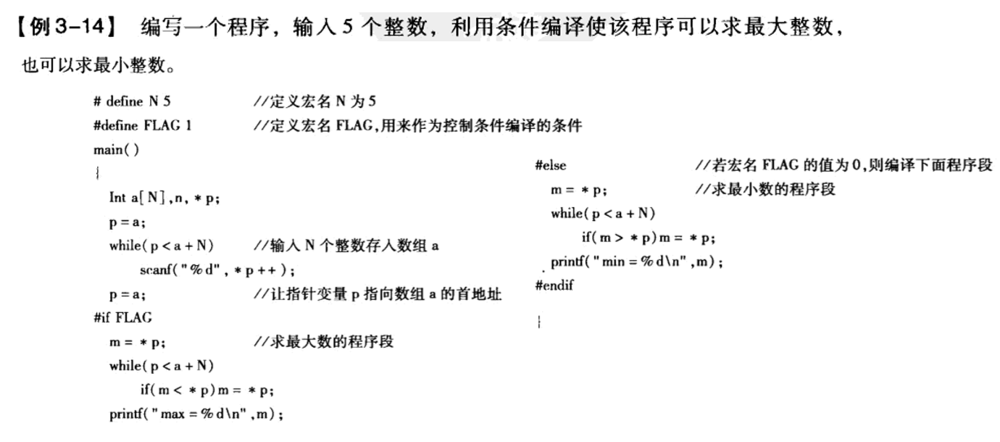 【例3-14】 编写一个程序，输入5个整数，利用条件编译使该程序可以求最大整数，
也可以求最小整数。
# define N 5 //定义宏名 N 为5
#define FLAG 1 //定义宏名 FLAG,用来作为控制条件编译的条件
main( )
{
Int a[ N ] ,n, * p;
p = a;
while( p < a + N) //输入 N 个整数存入数组 a
scanf( "% d" , * p ++ ) ;
p = a; //让指针变量 p 指向数组 a 的首地址
#if FLAG
m = * p; //求最大数的程序段
while( p < a + N)
if( m < * p) m = * p;
printf( "max = % d\n" ,m) ;
#else //若宏名 FLAG 的值为0,则编译下面程序段
m = * p; //求最小数的程序段
while( p < a + N)
if( m > * p) m = * p;
printf( "min = % d\n" ,m) ;
#endif
}